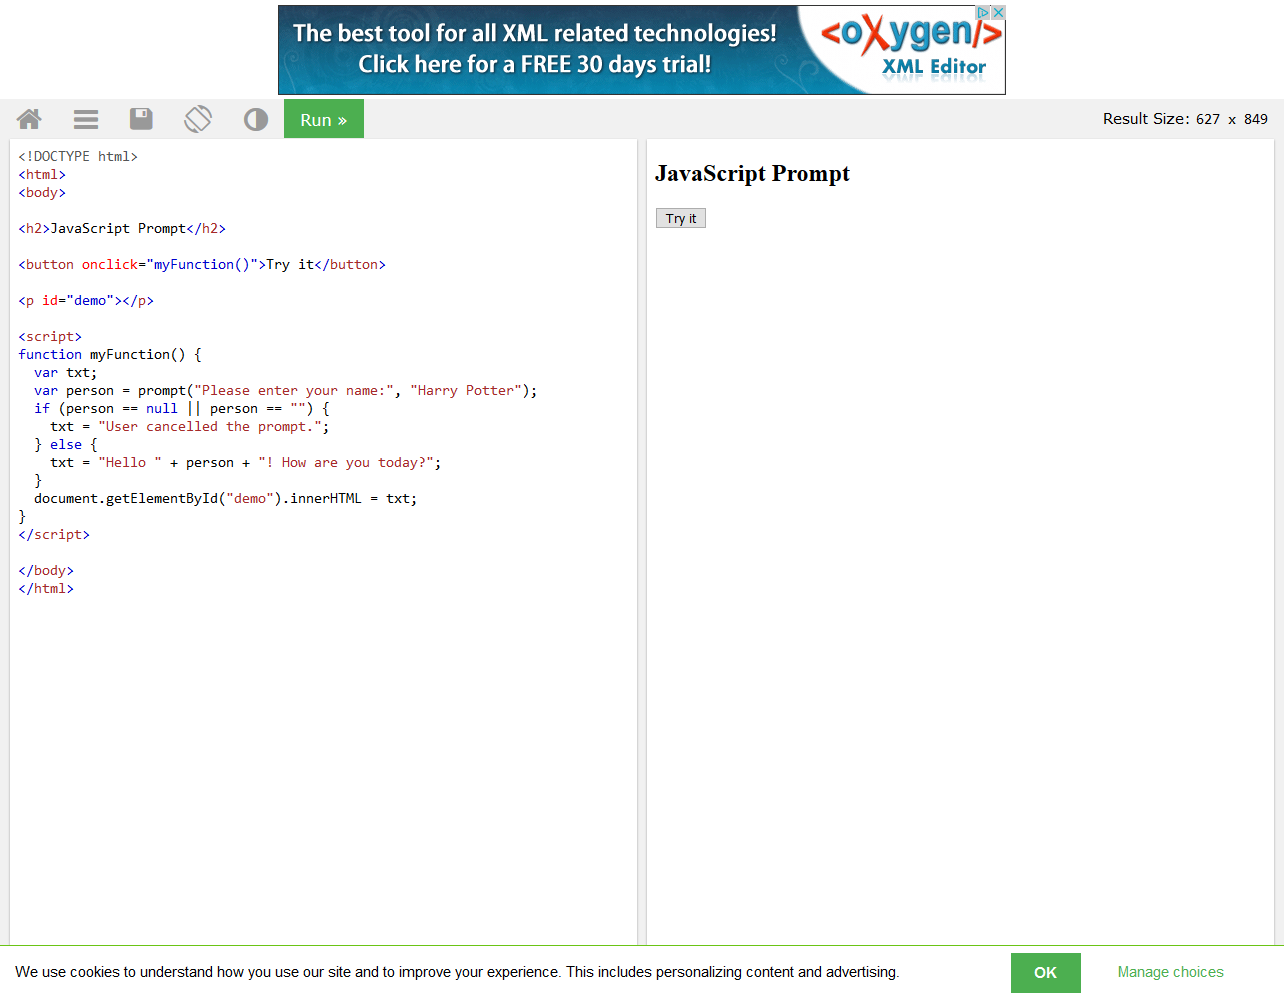 The best tool for all XML related technologies!
Click here for a FREE 30 days trial!
<oXygen/>
XML Editor
Run »
Result Size: 627 x 849
<!DOCTYPE html>
<html>
<body>
<h2>JavaScript Prompt</h2>
<button onclick="myFunction()">Try it</button>
<p id="demo"></p>
<script>
function myFunction() {
  var txt;
  var person = prompt("Please enter your name:", "Harry Potter");
  if (person == null || person == "") {
    txt = "User cancelled the prompt.";
  } else {
    txt = "Hello " + person + "! How are you today?";
  }
  document.getElementById("demo").innerHTML = txt;
}
</script>
</body>
</html>
JavaScript Prompt
Try it
We use cookies to understand how you use our site and to improve your experience. This includes personalizing content and advertising.
OK
Manage choices